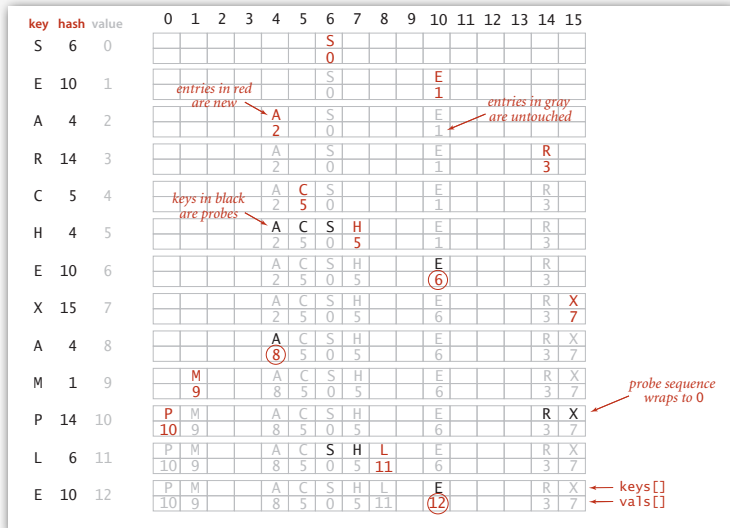 key hash value 0 1 2 3 4 5 6 7 8 9 10 11 12 13 14 15
S 6 0 S
0
E 10 1 S E
0 1
entries in red
are new
entries in gray
are untouched
A 4 2 A S E
2 0 1
R 14 3 A S E R
2 0 1 3
C 5 4 A C S E R
2 5 0 1 3
keys in black
are probes
H 4 5 A C S H E R
2 5 0 5 1 3
E 10 6 A C S H E R
2 5 0 5 6 3
X 15 7 A C S H E R X
2 5 0 5 6 3 7
A 4 8 A C S H E R X
8 5 0 5 6 3 7
M 1 9 M A C S H E R X
9 8 5 0 5 6 3 7
probe sequence
wraps to 0
P 14 10 P M A C S H E R X
10 9 8 5 0 5 6 3 7
L 6 11 P M A C S H L E R X
10 9 8 5 0 5 11 6 3 7
E 10 12 P M A C S H L E R X keys[]
10 9 8 5 0 5 11 12 3 7 vals[]